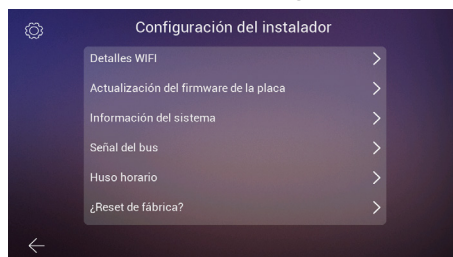 Configuración del instalador
Detalles WIFI
Actualización del firmware de la placa
Información del sistema
Señal del bus
Huso horario
¿Reset de fábrica?